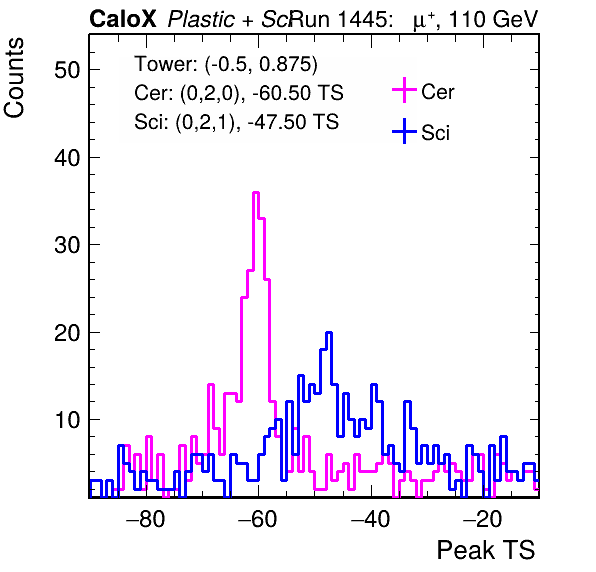 CaloX Plastic + Sci Run 1445: μ+, 110 GeV
Tower: (-0.5, 0.875)
Cer: (0,2,0), -60.50 TS
Sci: (0,2,1), -47.50 TS
Cer
Sci
Counts
50
40
30
20
10
−80 −60 −40 −20
Peak TS